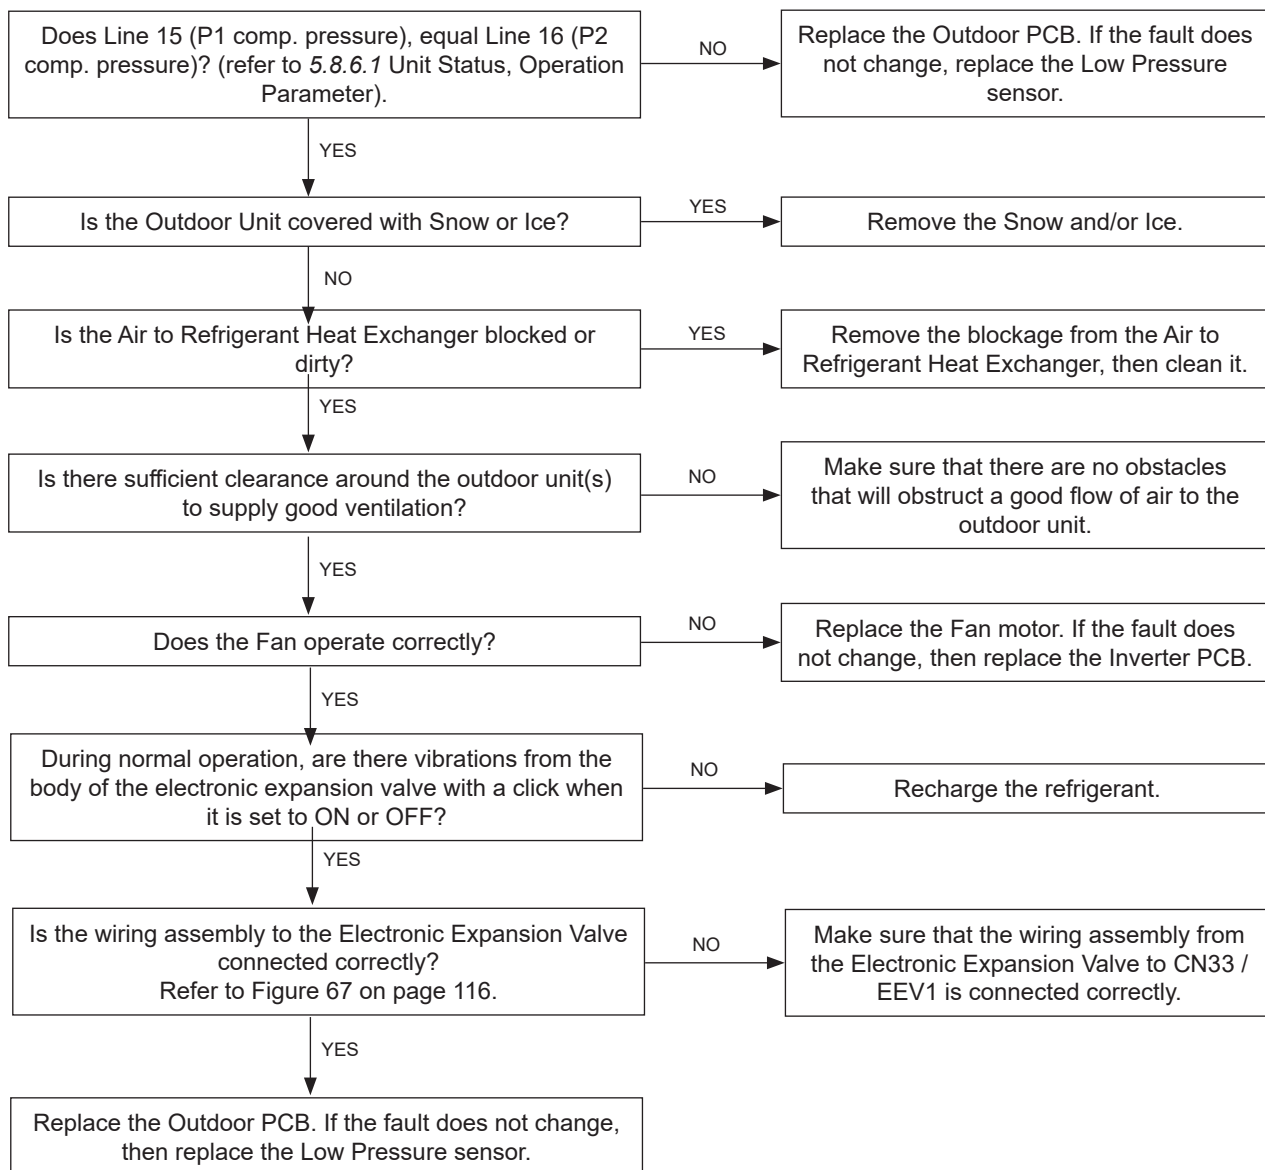 Does Line 15 (P1 comp. pressure), equal Line 16 (P2
comp. pressure)? (refer to 5.8.6.1 Unit Status, Operation
Parameter).
NO
Replace the Outdoor PCB. If the fault does
not change, replace the Low Pressure
sensor.
YES
Is the Outdoor Unit covered with Snow or Ice?
YES
Remove the Snow and/or Ice.
NO
Is the Air to Refrigerant Heat Exchanger blocked or
dirty?
YES
Remove the blockage from the Air to
Refrigerant Heat Exchanger, then clean it.
YES
Is there sufficient clearance around the outdoor unit(s)
to supply good ventilation?
NO
Make sure that there are no obstacles
that will obstruct a good flow of air to the
outdoor unit.
YES
Does the Fan operate correctly?
NO
Replace the Fan motor. If the fault does
not change, then replace the Inverter PCB.
YES
During normal operation, are there vibrations from the
body of the electronic expansion valve with a click when
it is set to ON or OFF?
NO
Recharge the refrigerant.
YES
Is the wiring assembly to the Electronic Expansion Valve
connected correctly?
Refer to Figure 67 on page 116.
NO
Make sure that the wiring assembly from
the Electronic Expansion Valve to CN33 /
EEV1 is connected correctly.
YES
Replace the Outdoor PCB. If the fault does not change,
then replace the Low Pressure sensor.